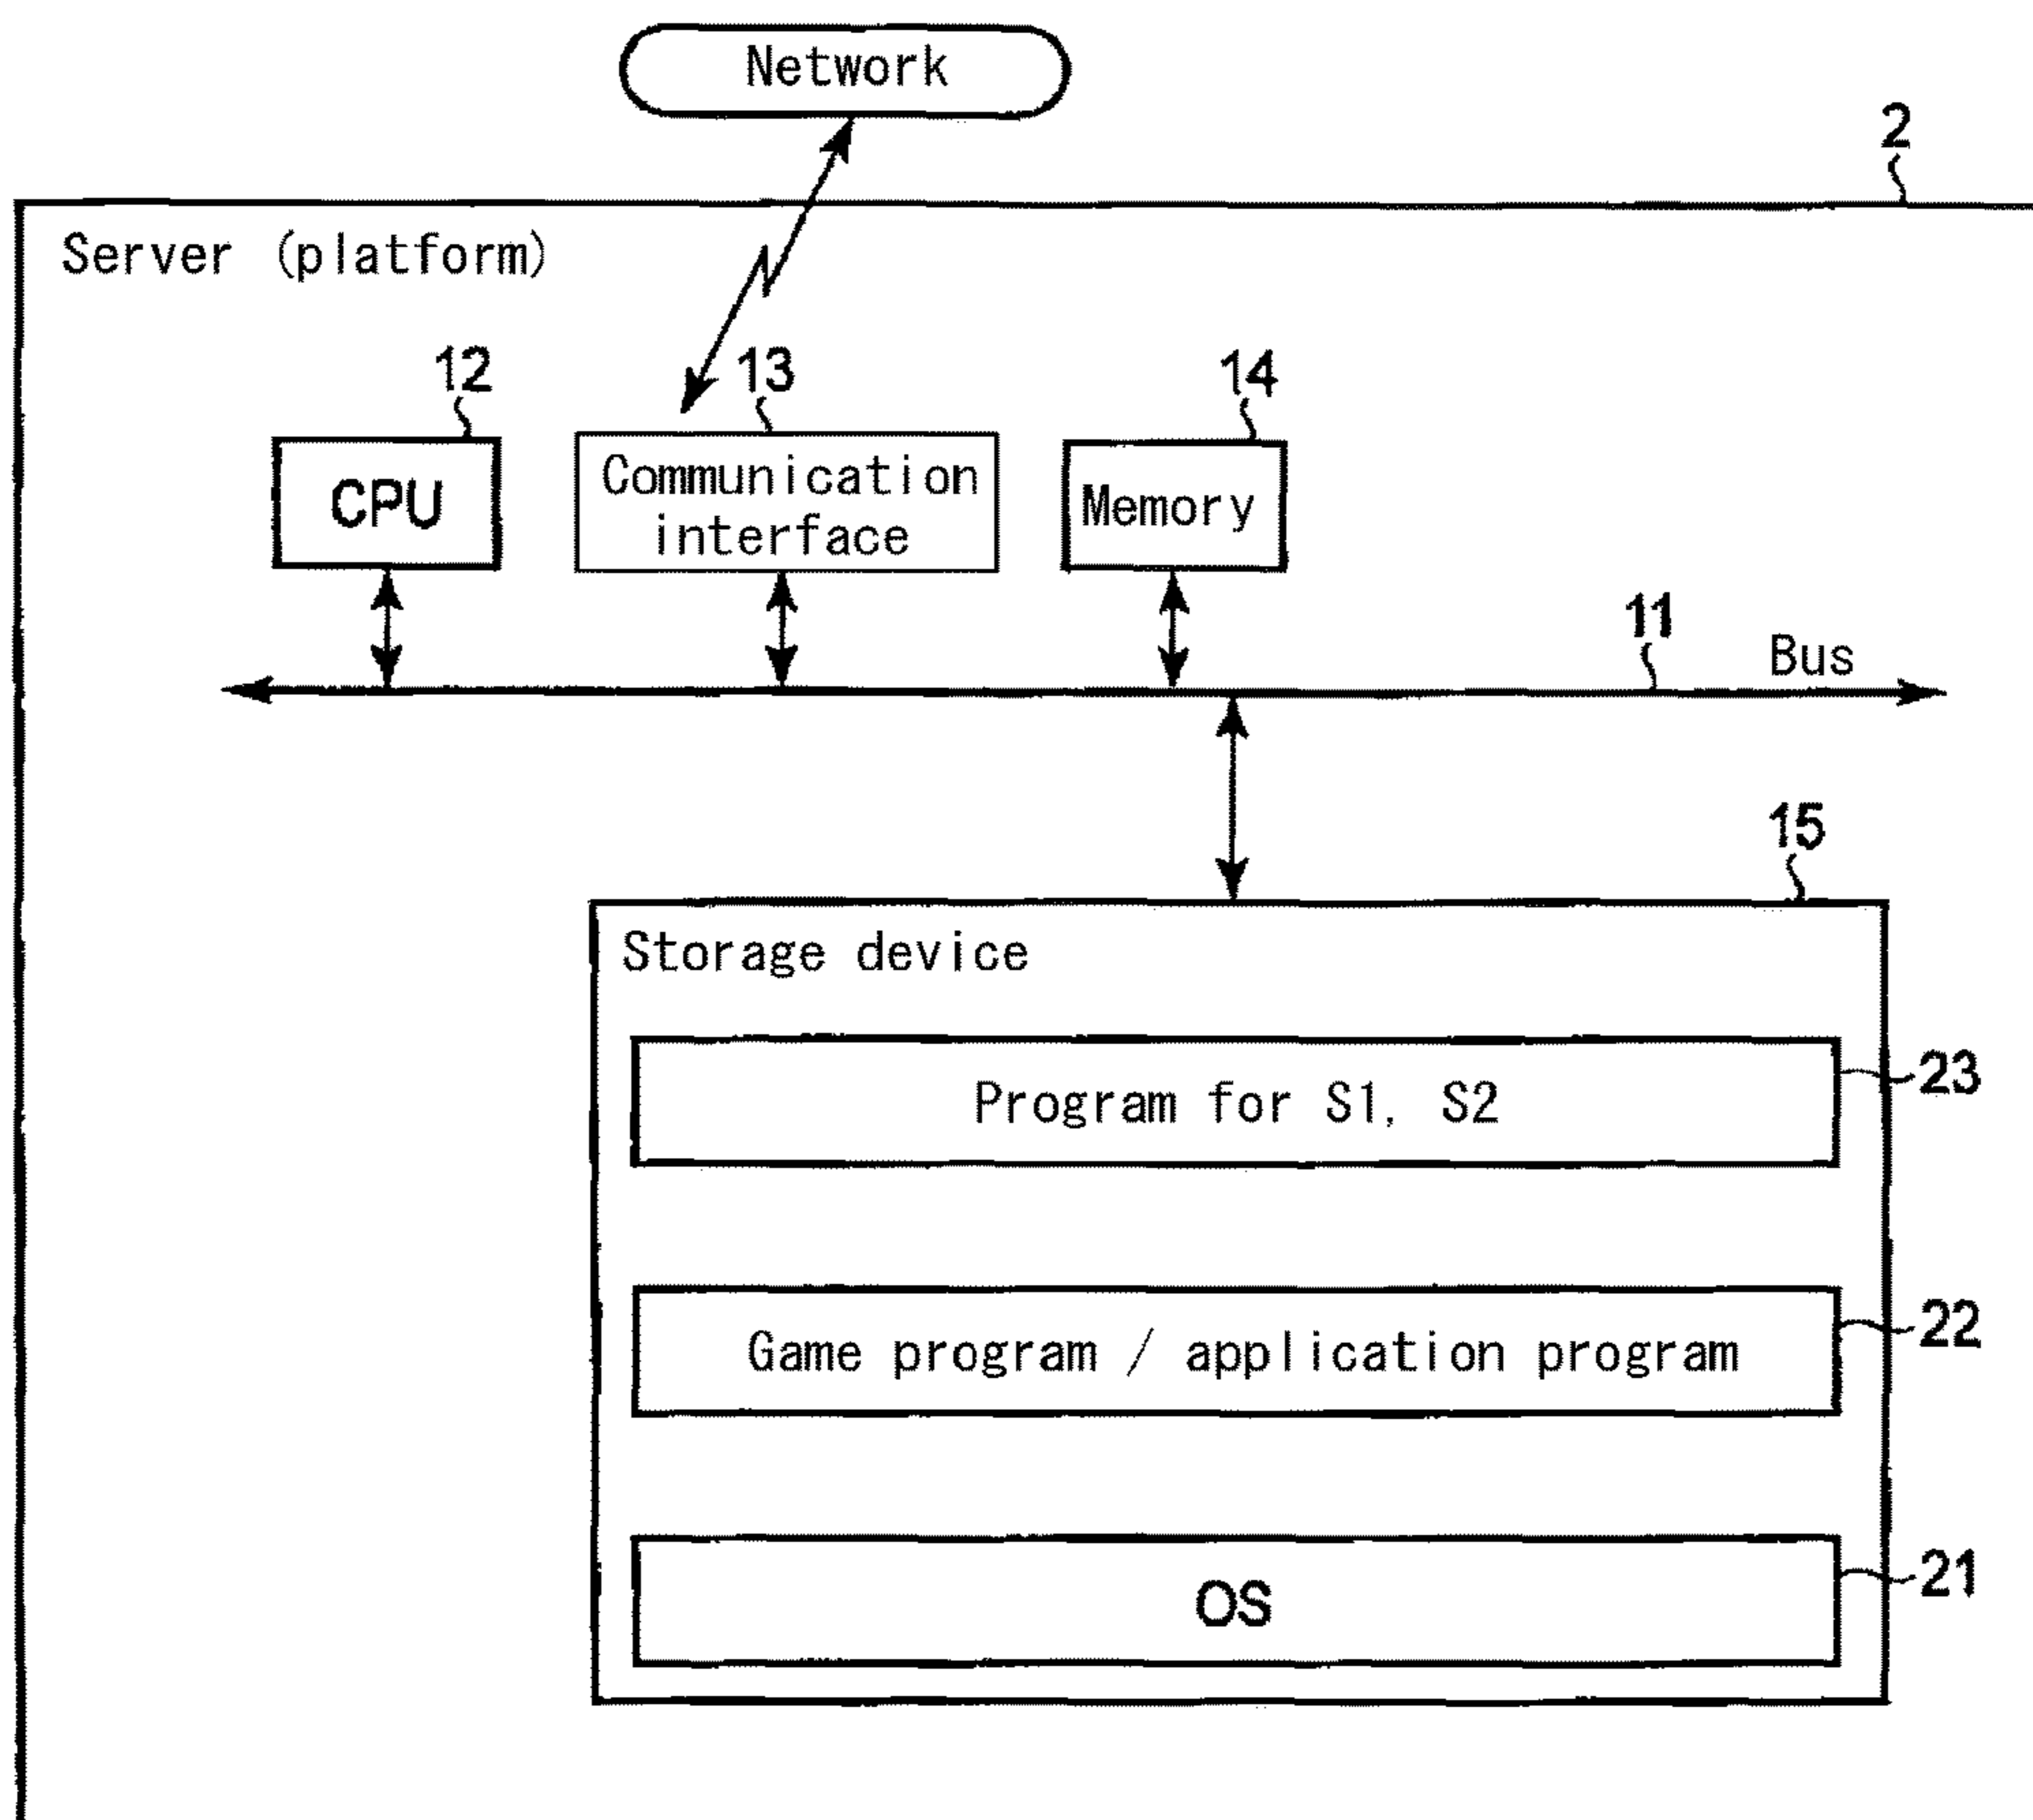 Network
2
Server (platform)
12
13
14
CPU
Communication
interface
Memory
11
Bus
15
Storage device
Program for S1, S2
23
Game program / application program
22
OS
21